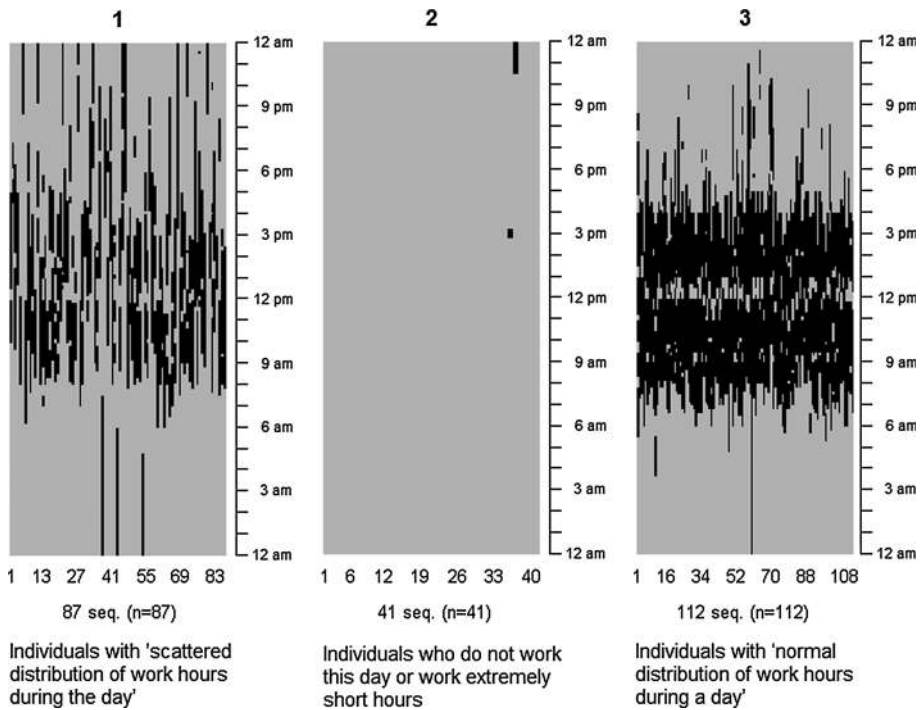 1
12 am
9 pm
6 pm
3 pm
12 pm
9 am
6 am
3 am
12 am
1 13 27 41 55 69 83
87 seq. (n=87)
Individuals with 'scattered
distribution of work hours
during the day'
2
12 am
9 pm
6 pm
3 pm
12 pm
9 am
6 am
3 am
12 am
1 6 12 19 26 33 40
41 seq. (n=41)
Individuals who do not work
this day or work extremely
short hours
3
12 am
9 pm
6 pm
3 pm
12 pm
9 am
6 am
3 am
12 am
1 16 34 52 70 88 108
112 seq. (n=112)
Individuals with 'normal
distribution of work hours
during a day'